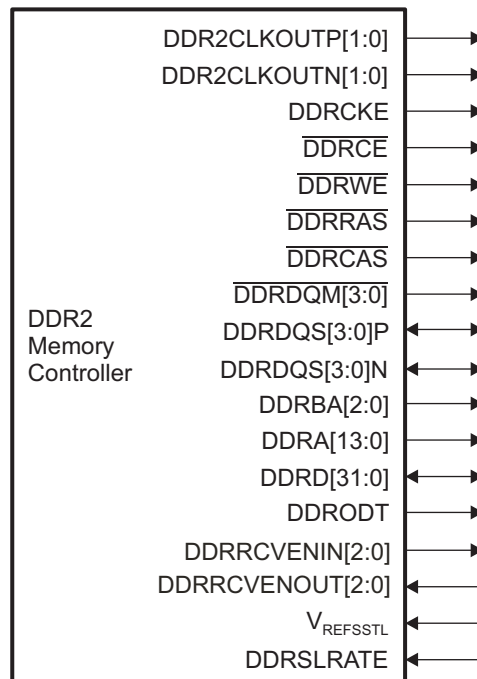 DDR2CLKOUTP[1:0]
DDR2CLKOUTN[1:0]
DDRCKE
DDRCE
DDRWE
DDRRAS
DDRCAS
DDRDQM[3:0]
DDR2
Memory
Controller
DDRDQS[3:0]P
DDRDQS[3:0]N
DDRBA[2:0]
DDRA[13:0]
DDRD[31:0]
DDRODT
DDRRCVENIN[2:0]
DDRRCVENOUT[2:0]
VREFSSTL
DDRSLRATE